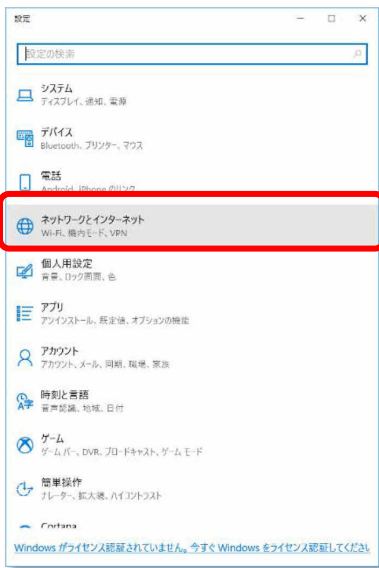 設定
設定の検索
システム
ディスプレイ、通知、電源
デバイス
Bluetooth、プリンター、マウス
電話
Android、iPhone のリンク
ネットワークとインターネット
Wi-Fi、機内モード、VPN
個人用設定
背景、ロック画面、色
アプリ
アンインストール、既定値、オプションの機能
アカウント
アカウント、メール、同期、職場、家族
時刻と言語
音声認識、地域、日付
ゲーム
ゲーム バー、DVR、ブロードキャスト、ゲーム モード
簡単操作
ナレーター、拡大鏡、ハイコントラスト
Cortana
Windows がライセンス認証されていません。今すぐ Windows をライセンス認証してくださ